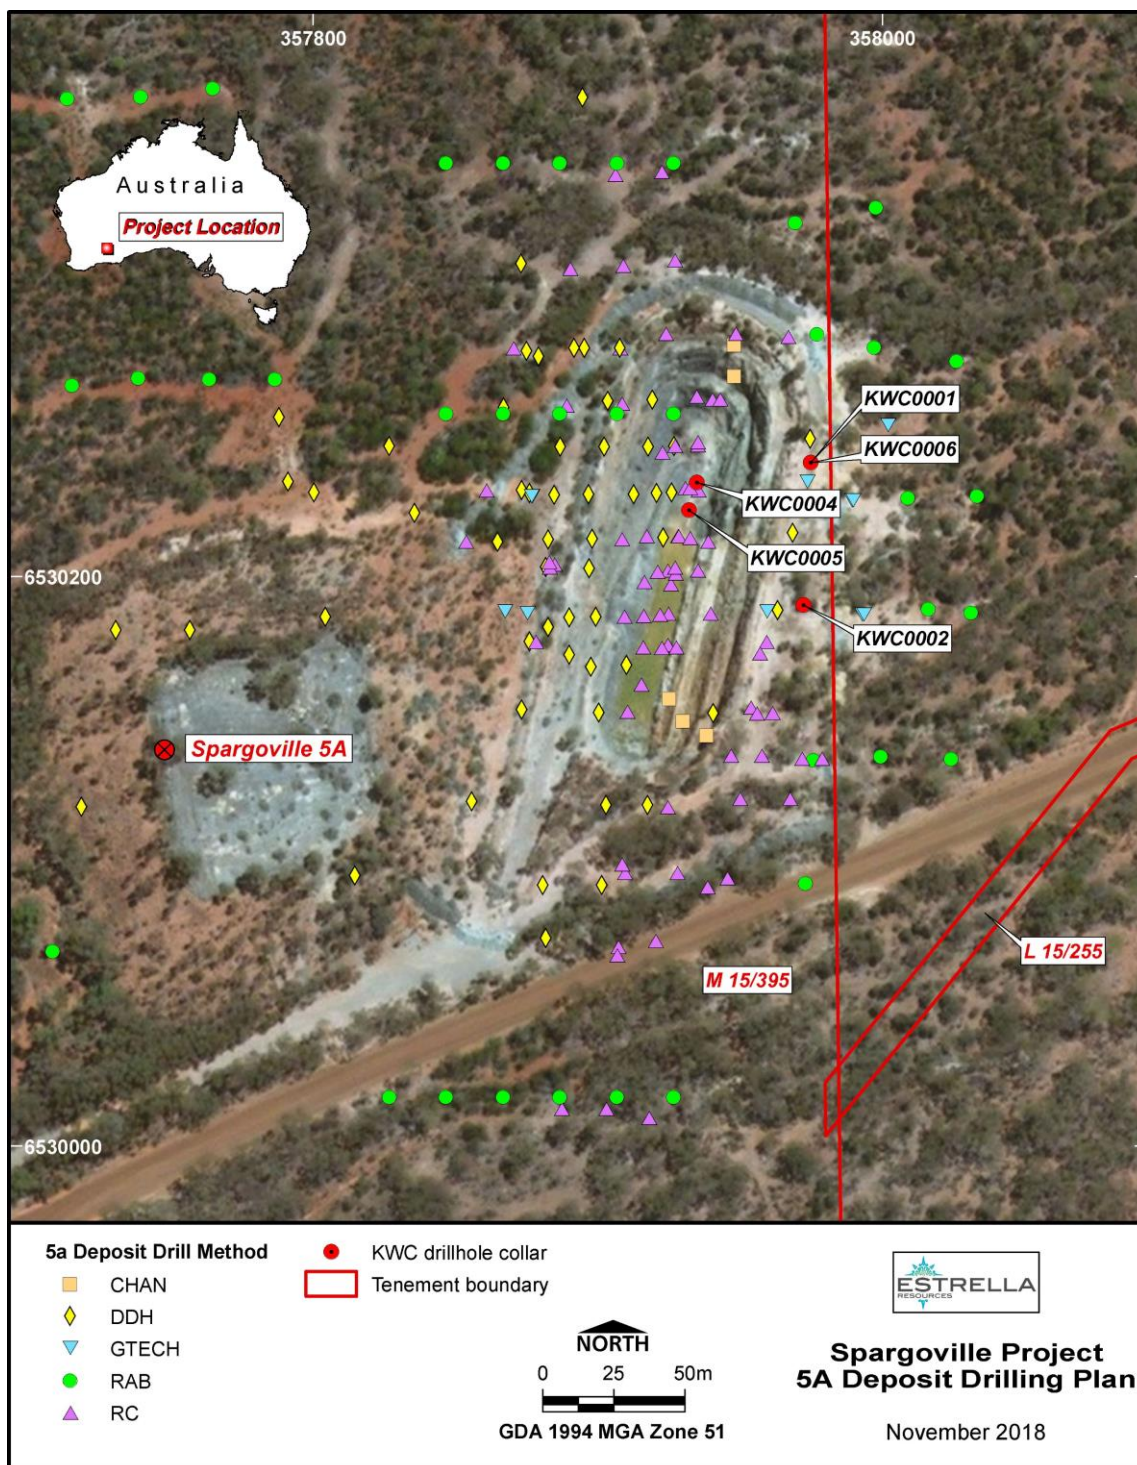 357800
358000
Australia
Project Location
KWC0001
KWC0006
KWC0004
KWC0005
6530200
KWC0002
Spargoville 5A
L 15/255
M 15/395
6530000
5a Deposit Drill Method
CHAN
DDH
GTECH
RAB
RC
KWC drillhole collar
Tenement boundary
NORTH
0 25 50m
GDA 1994 MGA Zone 51
ESTRELLA
RESOURCES
Spargoville Project
5A Deposit Drilling Plan
November 2018